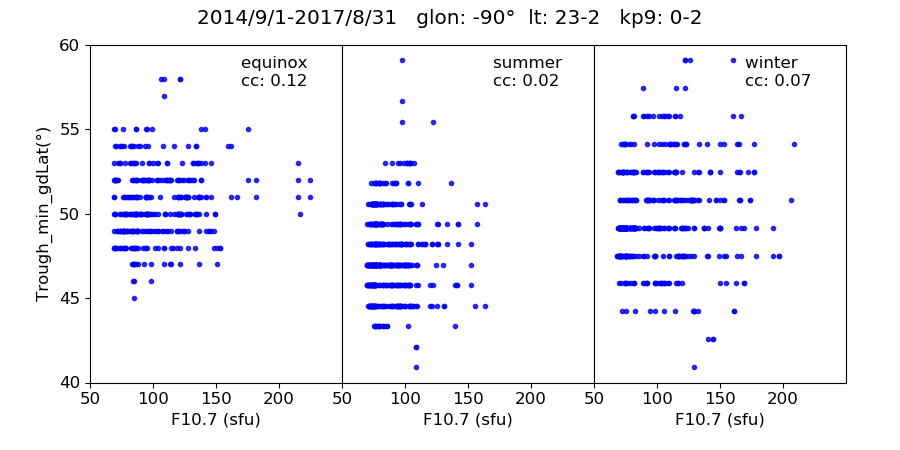 2014/9/1-2017/8/31 glon: -90° lt: 23-2 kp9: 0-2
equinox
cc: 0.12
summer
cc: 0.02
winter
cc: 0.07
Trough_min_gdLat(°)
60
55
50
45
40
50 100 150 200 50 100 150 200 50 100 150 200
F10.7 (sfu) F10.7 (sfu) F10.7 (sfu)